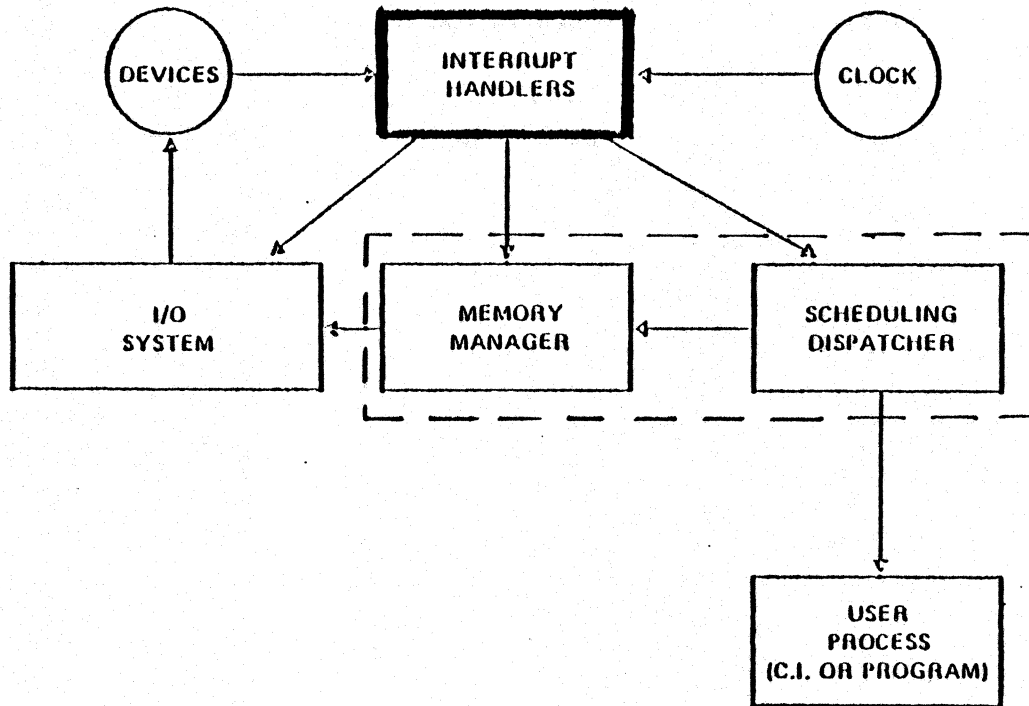 DEVICES
INTERRUPT
HANDLERS
CLOCK
I/O
SYSTEM
MEMORY
MANAGER
SCHEDULING
DISPATCHER
USER
PROCESS
(C.I. OR PROGRAM)